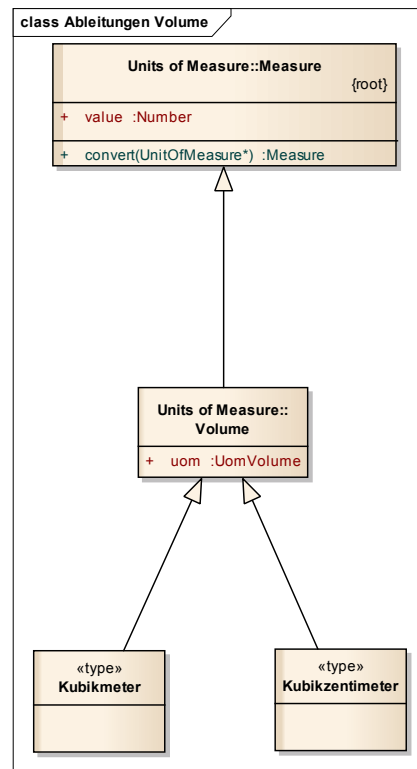 class Ableitungen Volume
Units of Measure::Measure
{root}
+ value :Number
+ convert(UnitOfMeasure*) :Measure
Units of Measure::
Volume
+ uom :UomVolume
«type»
Kubikmeter
«type»
Kubikzentimeter